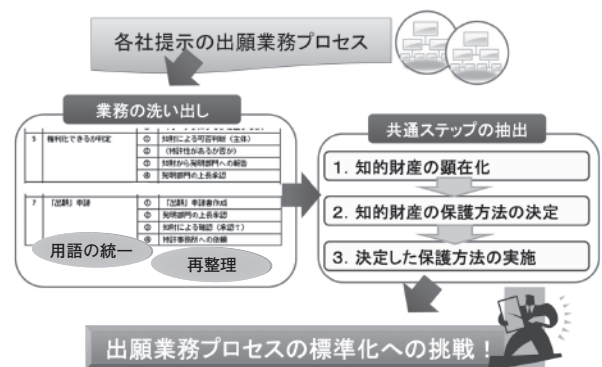 各社提示の出願業務プロセス
業務の洗い出し
5 権利化できるか判定 ① 知財による可否判断（主体）
② （特許性があるか否か）
③ 知財から発明部門への報告
④ 発明部門の上長承認
7 「出願」申請 ① 「出願」申請書作成
② 発明部門の上長承認
③ 知財による確認（承認？）
④ 特許事務所への依頼
用語の統一
再整理
共通ステップの抽出
1. 知的財産の顕在化
2. 知的財産の保護方法の決定
3. 決定した保護方法の実施
出願業務プロセスの標準化への挑戦！